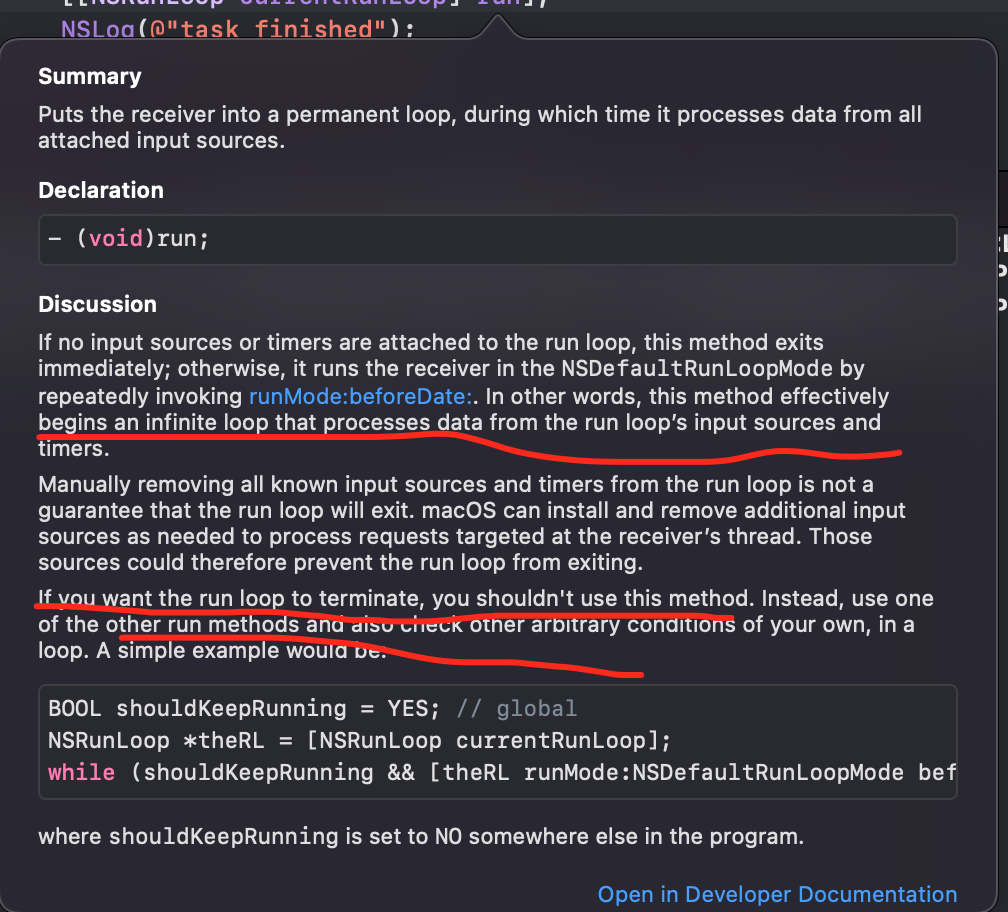 [[NSRunLoop currentRunLoop] run];
NSLog(@"task finished");
Summary
Puts the receiver into a permanent loop, during which time it processes data from all
attached input sources.
Declaration
- (void)run;
Discussion
If no input sources or timers are attached to the run loop, this method exits
immediately; otherwise, it runs the receiver in the NSDefaultRunLoopMode by
repeatedly invoking runMode:beforeDate:. In other words, this method effectively
begins an infinite loop that processes data from the run loop’s input sources and
timers.
Manually removing all known input sources and timers from the run loop is not a
guarantee that the run loop will exit. macOS can install and remove additional input
sources as needed to process requests targeted at the receiver’s thread. Those
sources could therefore prevent the run loop from exiting.
If you want the run loop to terminate, you shouldn't use this method. Instead, use one
of the other run methods and also check other arbitrary conditions of your own, in a
loop. A simple example would be:
BOOL shouldKeepRunning = YES; // global
NSRunLoop *theRL = [NSRunLoop currentRunLoop];
while (shouldKeepRunning && [theRL runMode:NSDefaultRunLoopMode bef
where shouldKeepRunning is set to NO somewhere else in the program.
Open in Developer Documentation